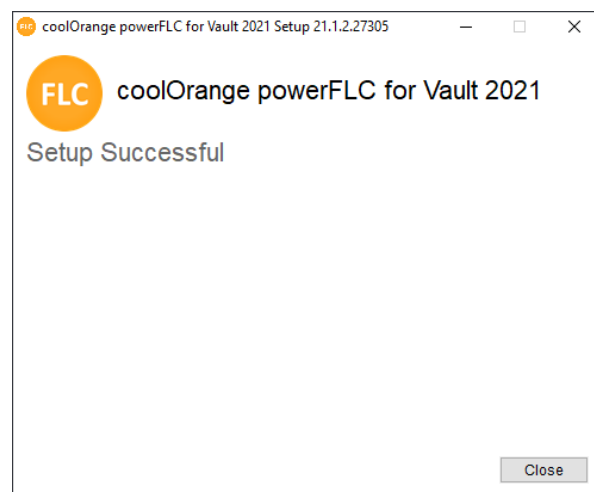 FLC coolOrange powerFLC for Vault 2021 Setup 21.1.2.27305
FLC coolOrange powerFLC for Vault 2021
Setup Successful
Close